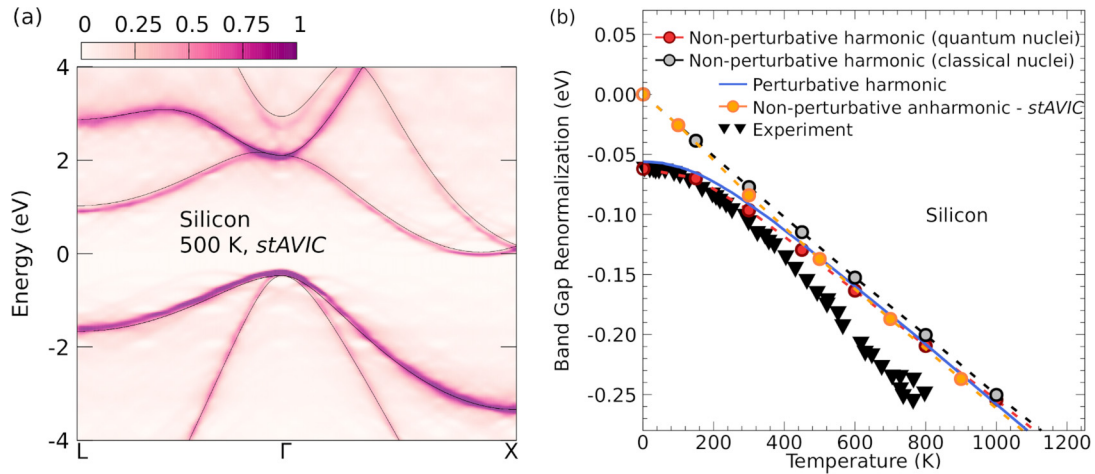 (a)
0 0.25 0.5 0.75 1
4
2
0
-2
-4
Energy (eV)
Silicon
500 K, stAVIC
L Γ X
(b)
0.05
0.00
-0.05
-0.10
-0.15
-0.20
-0.25
Band Gap Renormalization (eV)
Non-perturbative harmonic (quantum nuclei)
Non-perturbative harmonic (classical nuclei)
Perturbative harmonic
Non-perturbative anharmonic - stAVIC
Experiment
Silicon
0 200 400 600 800 1000 1200
Temperature (K)